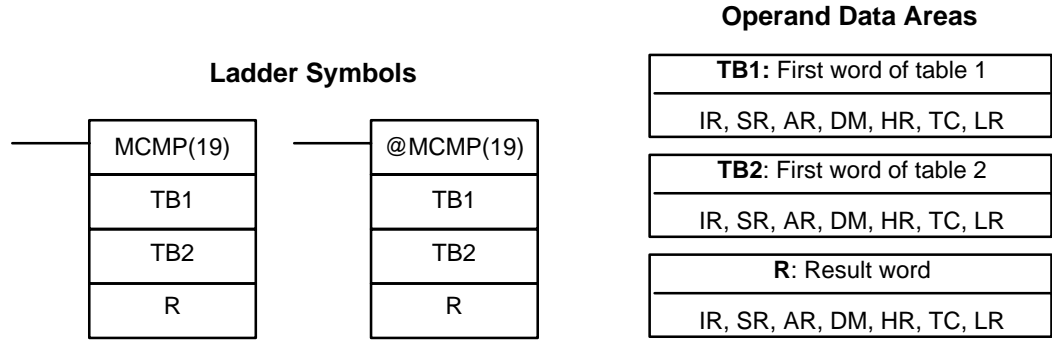 Ladder Symbols
MCMP(19)
TB1
TB2
R
@MCMP(19)
TB1
TB2
R
Operand Data Areas
TB1: First word of table 1
IR, SR, AR, DM, HR, TC, LR
TB2: First word of table 2
IR, SR, AR, DM, HR, TC, LR
R: Result word
IR, SR, AR, DM, HR, TC, LR